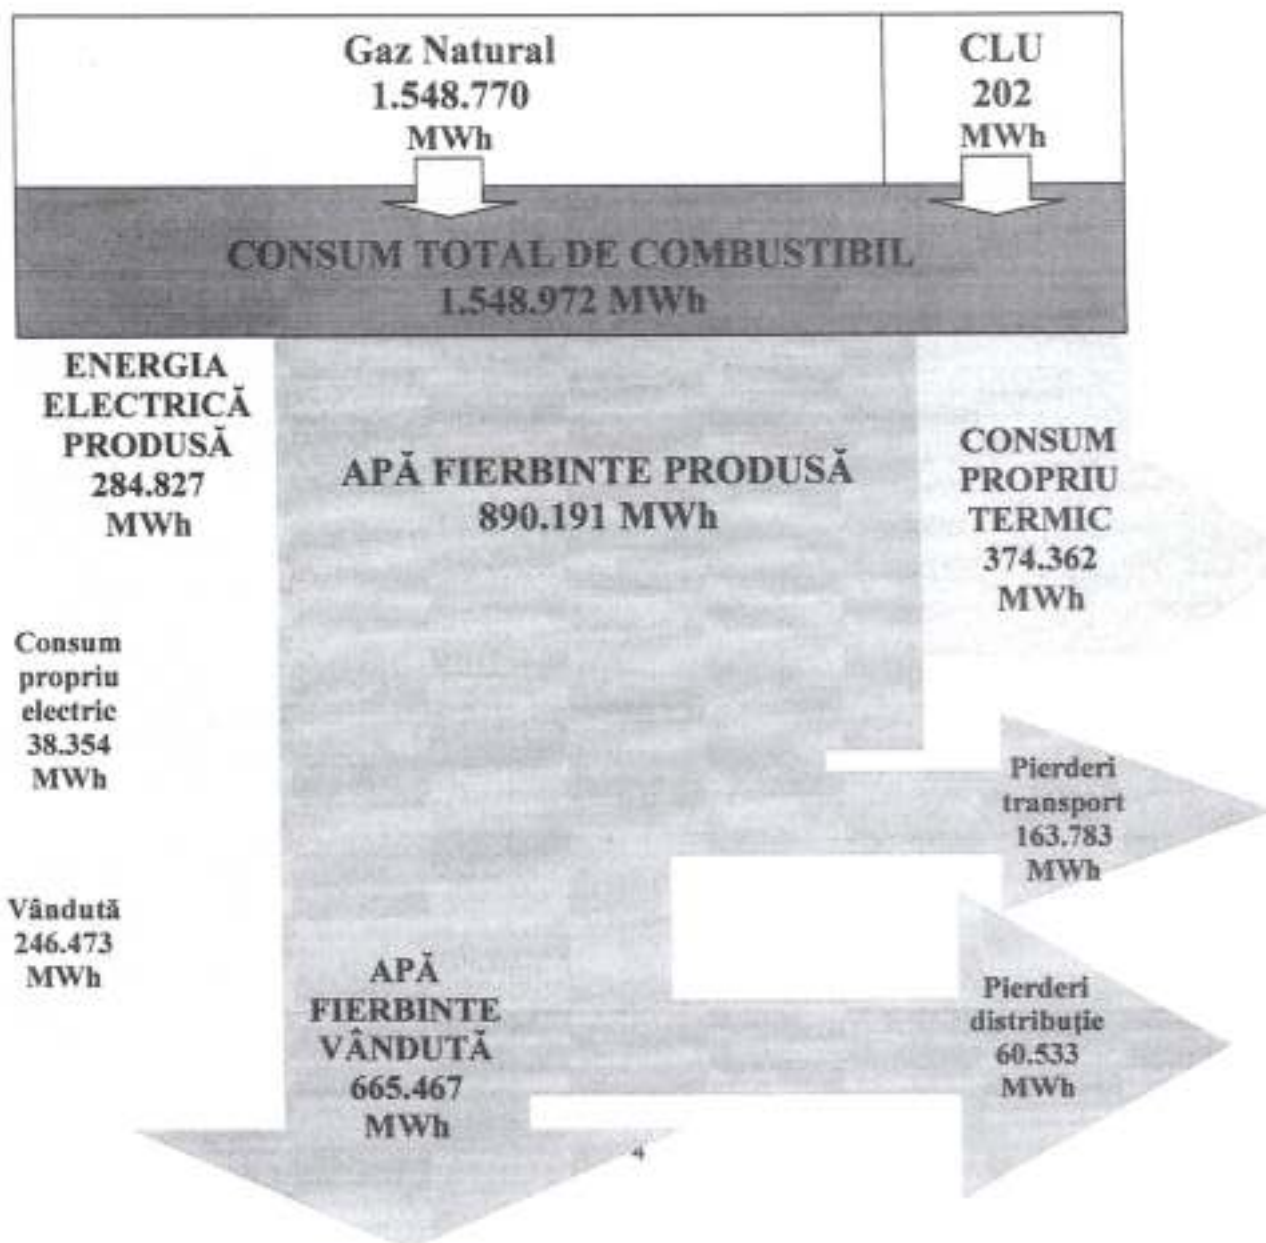 Gaz Natural
1.548.770
MWh
CLU
202
MWh
CONSUM TOTAL DE COMBUSTIBIL
1.548.972 MWh
ENERGIA
ELECTRICĂ
PRODUSĂ
284.827
MWh
APĂ FIERBINTE PRODUSĂ
890.191 MWh
CONSUM
PROPRIU
TERMIC
374.362
MWh
Consum
propriu
electric
38.354
MWh
Pierderi
transport
163.783
MWh
Vândută
246.473
MWh
APĂ
FIERBINTE
VÂNDUTĂ
665.467
MWh
Pierderi
distribuție
60.533
MWh
4